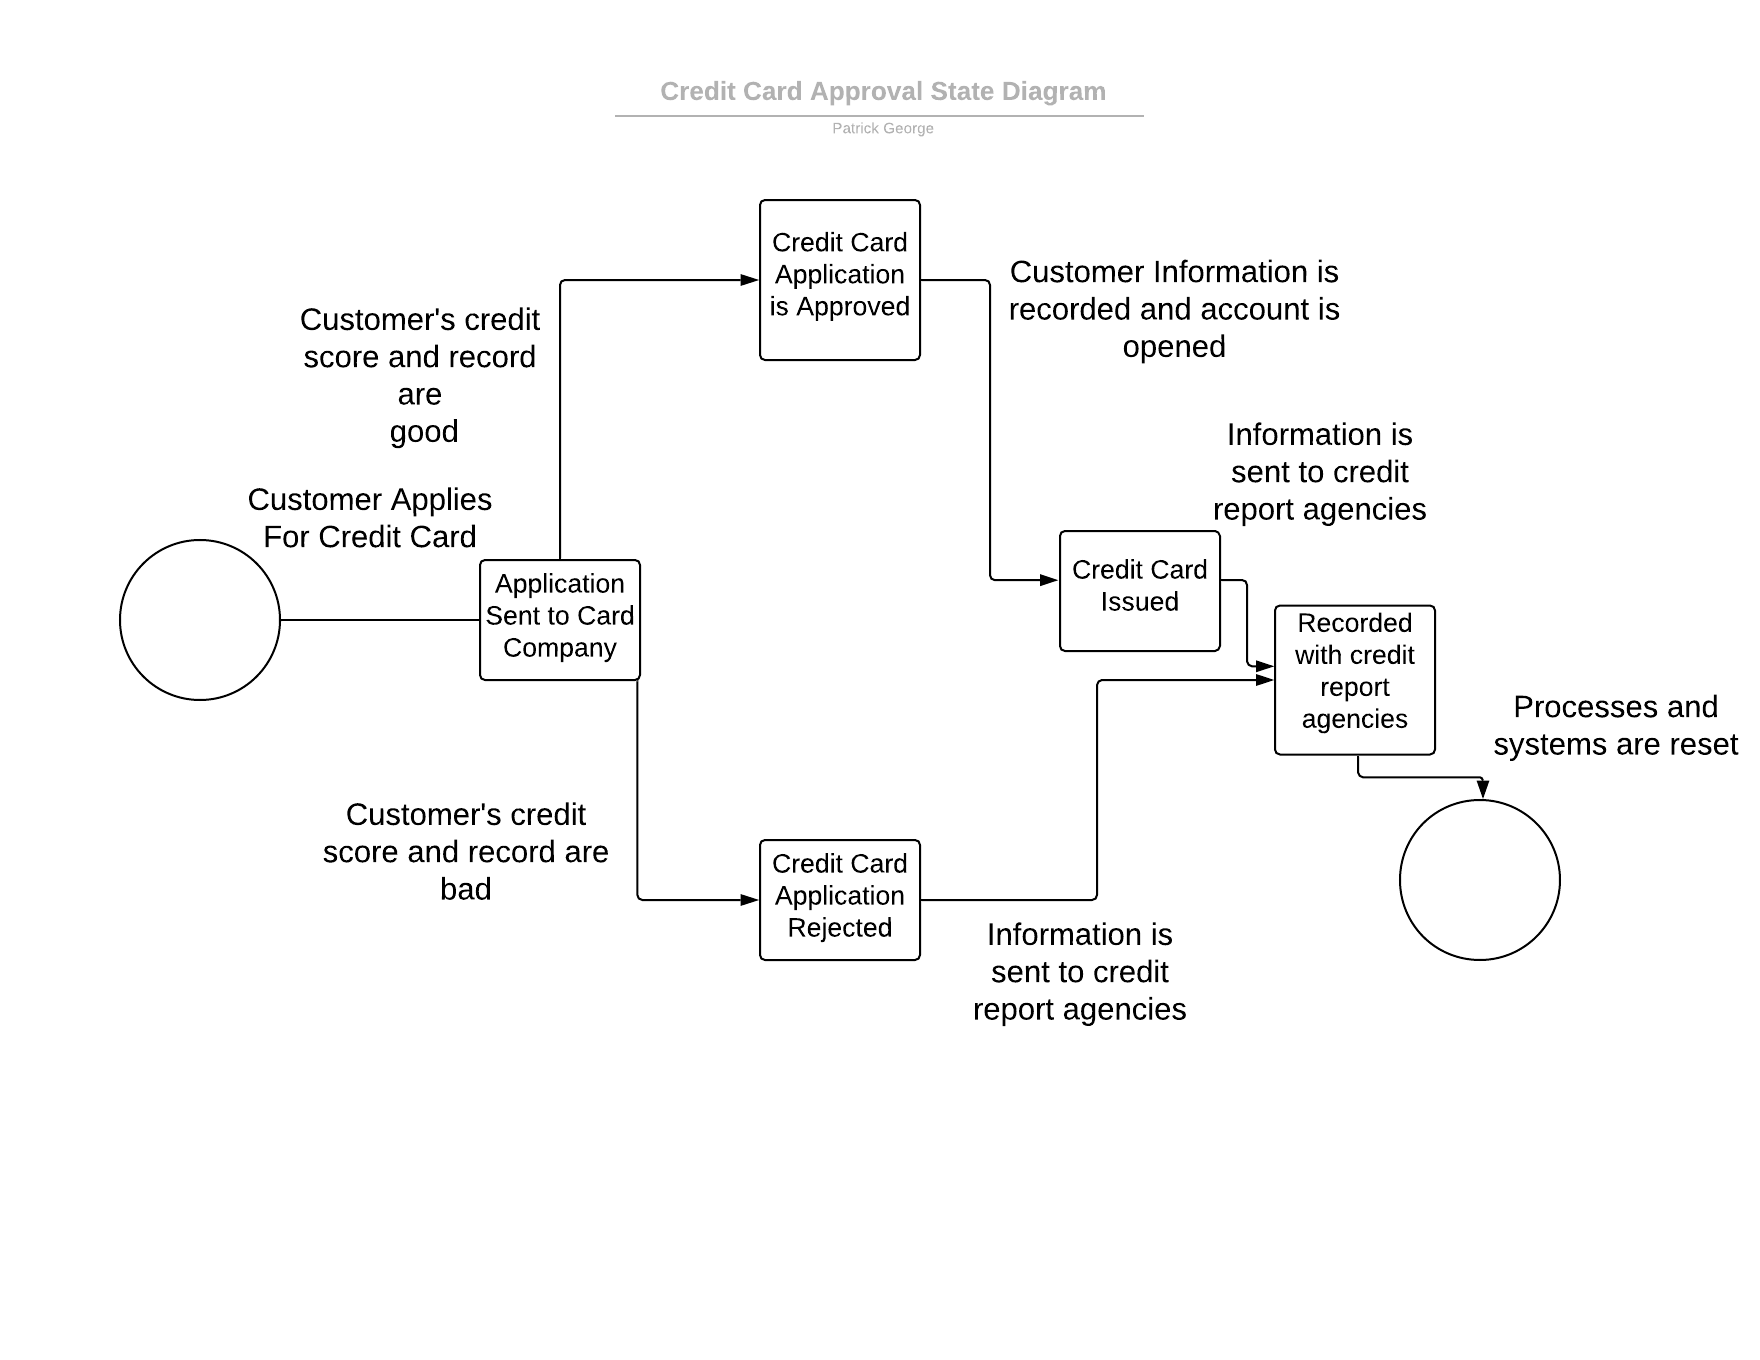 Credit Card Approval State Diagram
Patrick George
Credit Card
Application
is Approved
Customer Information is
recorded and account is
opened
Customer's credit
score and record
are
good
Information is
sent to credit
report agencies
Customer Applies
For Credit Card
Application
Sent to Card
Company
Credit Card
Issued
Recorded
with credit
report
agencies
Processes and
systems are reset
Customer's credit
score and record are
bad
Credit Card
Application
Rejected
Information is
sent to credit
report agencies